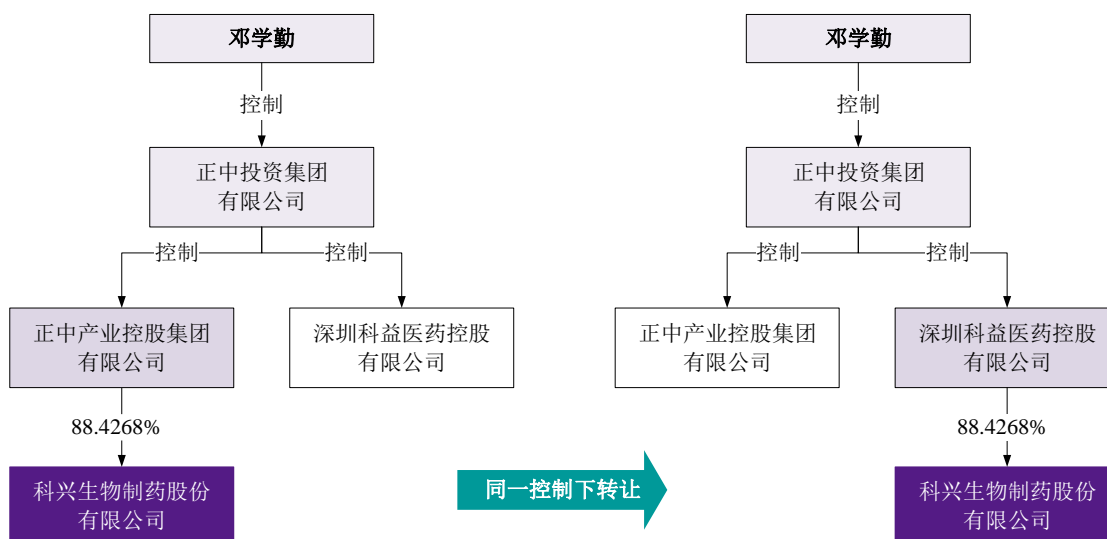 邓学勤
控制
正中投资集团
有限公司
控制
控制
正中产业控股集团
有限公司
深圳科益医药控股
有限公司
88.4268%
科兴生物制药股份
有限公司
同一控制下转让
邓学勤
控制
正中投资集团
有限公司
控制
控制
正中产业控股集团
有限公司
深圳科益医药控股
有限公司
88.4268%
科兴生物制药股份
有限公司